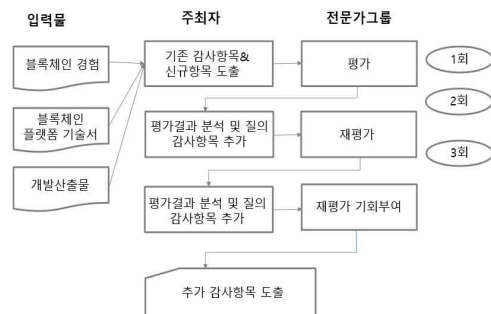 입력물
주최자
전문가그룹
블록체인 경험
기존 감사항목&
신규항목 도출
평가
1회
블록체인
플랫폼 기술서
평가결과 분석 및 질의
감사항목 추가
재평가
2회
개발산출물
평가결과 분석 및 질의
감사항목 추가
재평가 기회부여
3회
추가 감사항목 도출